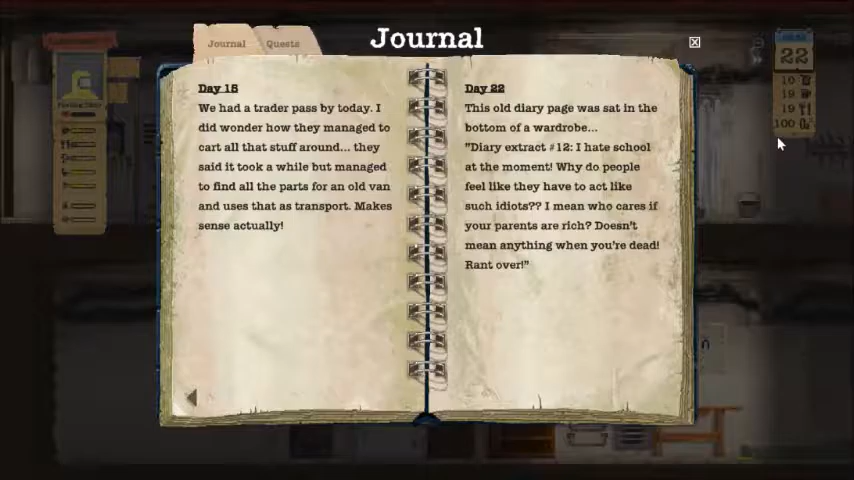 Journal
Journal
Quests
Day 15
We had a trader pass by today. I
did wonder how they managed to
cart all that stuff around... they
said it took a while but managed
to find all the parts for an old van
and uses that as transport. Makes
sense actually!
Day 22
This old diary page was sat in the
bottom of a wardrobe...
"Diary extract #12: I hate school
at the moment! Why do people
feel like they have to act like
such idiots?? I mean who cares if
your parents are rich? Doesn't
mean anything when you're dead!
Rant over!"
22
10
19
19
100